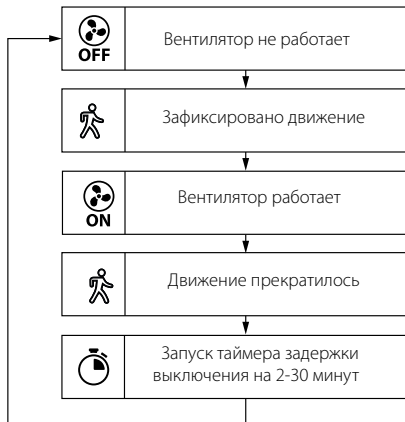 OFF
Вентилятор не работает
Зафиксировано движение
ON
Вентилятор работает
Движение прекратилось
Запуск таймера задержки
выключения на 2-30 минут